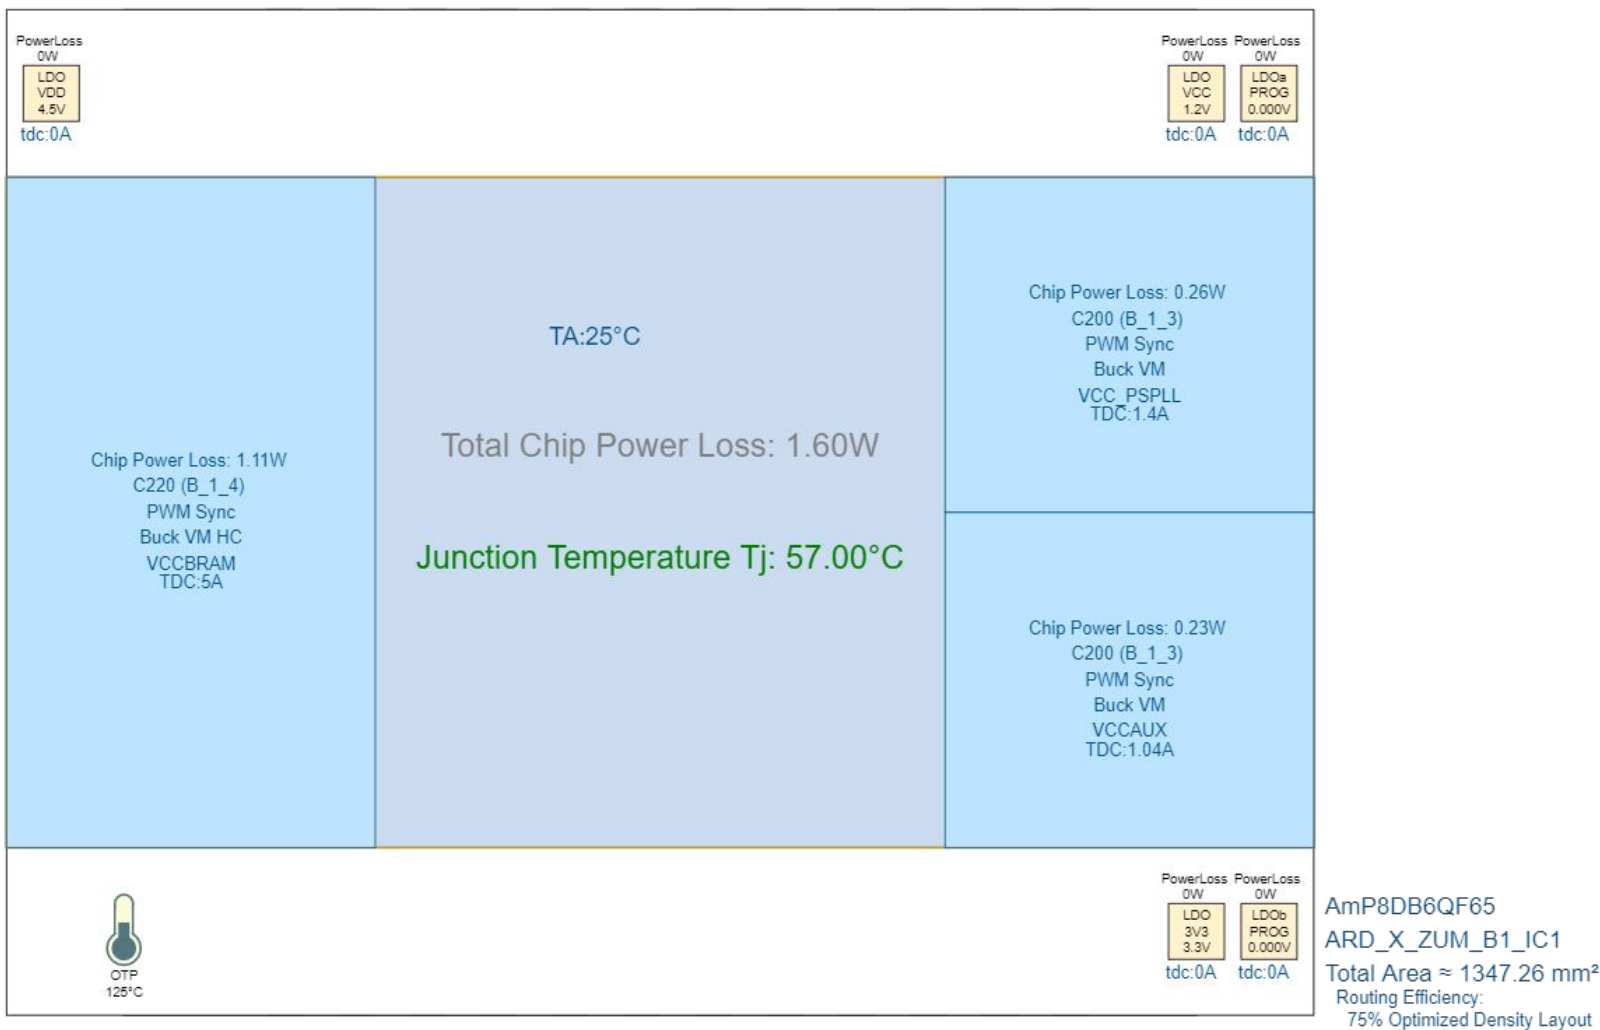 PowerLoss
0W
LDO
VDD
4.5V
tdc:0A
PowerLoss
0W
LDO
VCC
1.2V
tdc:0A
PowerLoss
0W
LDOa
PROG
0.000V
tdc:0A
Chip Power Loss: 1.11W
C220 (B_1_4)
PWM Sync
Buck VM HC
VCCBRAM
TDC:5A
TA:25°C
Total Chip Power Loss: 1.60W
Junction Temperature Tj: 57.00°C
Chip Power Loss: 0.26W
C200 (B_1_3)
PWM Sync
Buck VM
VCC_PSPLL
TDC:1.4A
Chip Power Loss: 0.23W
C200 (B_1_3)
PWM Sync
Buck VM
VCCAUX
TDC:1.04A
OTP
125°C
PowerLoss
0W
LDO
3V3
3.3V
tdc:0A
PowerLoss
0W
LDOb
PROG
0.000V
tdc:0A
AmP8DB6QF65
ARD_X_ZUM_B1_IC1
Total Area ≈ 1347.26 mm²
Routing Efficiency:
75% Optimized Density Layout